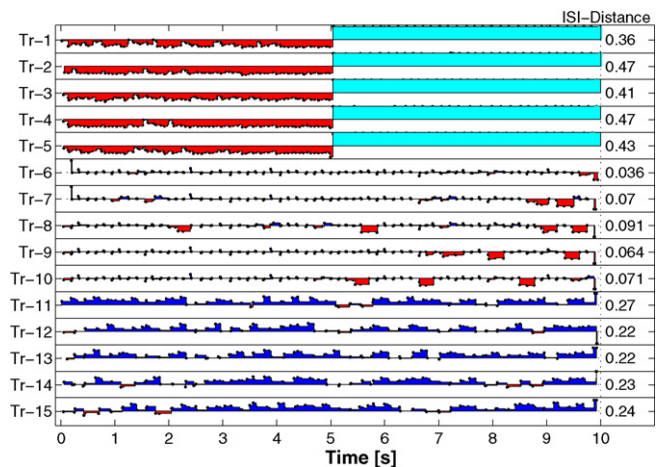 ISI-Distance
Tr-1 0.36
Tr-2 0.47
Tr-3 0.41
Tr-4 0.47
Tr-5 0.43
Tr-6 0.036
Tr-7 0.07
Tr-8 0.091
Tr-9 0.064
Tr-10 0.071
Tr-11 0.27
Tr-12 0.22
Tr-13 0.22
Tr-14 0.23
Tr-15 0.24
0 1 2 3 4 5 6 7 8 9 10
Time [s]